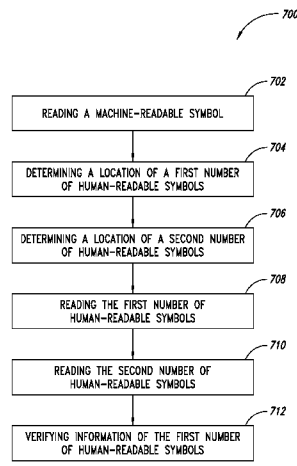 700
702
READING A MACHINE-READABLE SYMBOL
704
DETERMINING A LOCATION OF A FIRST NUMBER
OF HUMAN-READABLE SYMBOLS
706
DETERMINING A LOCATION OF A SECOND NUMBER
OF HUMAN-READABLE SYMBOLS
708
READING THE FIRST NUMBER OF
HUMAN-READABLE SYMBOLS
710
READING THE SECOND NUMBER OF
HUMAN-READABLE SYMBOLS
712
VERIFYING INFORMATION OF THE FIRST NUMBER
OF HUMAN-READABLE SYMBOLS